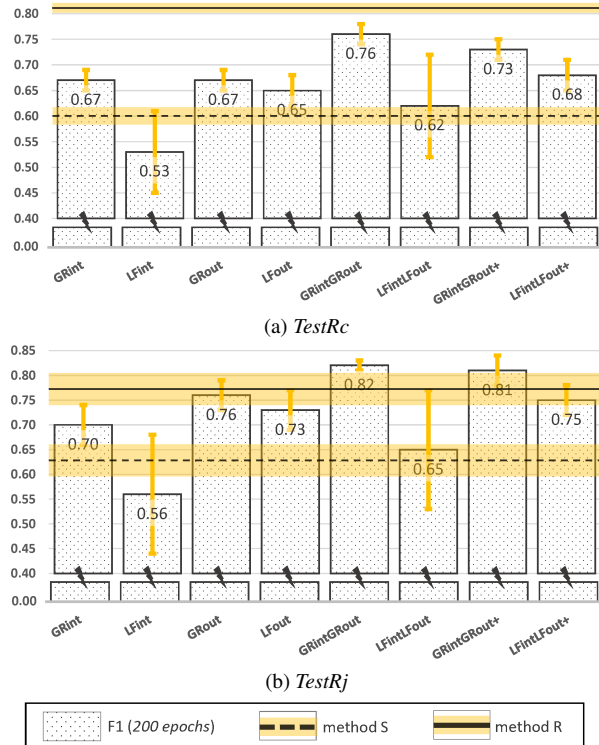 0.80
0.75
0.70
0.65
0.60
0.55
0.50
0.45
0.40
0.00
0.67
0.53
0.67
0.65
0.76
0.62
0.73
0.68
GRint
LFint
GRout
LFout
GRintGRout
LFintLFout
GRintGRout+
LFintLFout+
(a) TestRc
0.85
0.80
0.75
0.70
0.65
0.60
0.55
0.50
0.45
0.40
0.00
0.70
0.56
0.76
0.73
0.82
0.65
0.81
0.75
GRint
LFint
GRout
LFout
GRintGRout
LFintLFout
GRintGRout+
LFintLFout+
(b) TestRj
F1 (200 epochs)
method S
method R